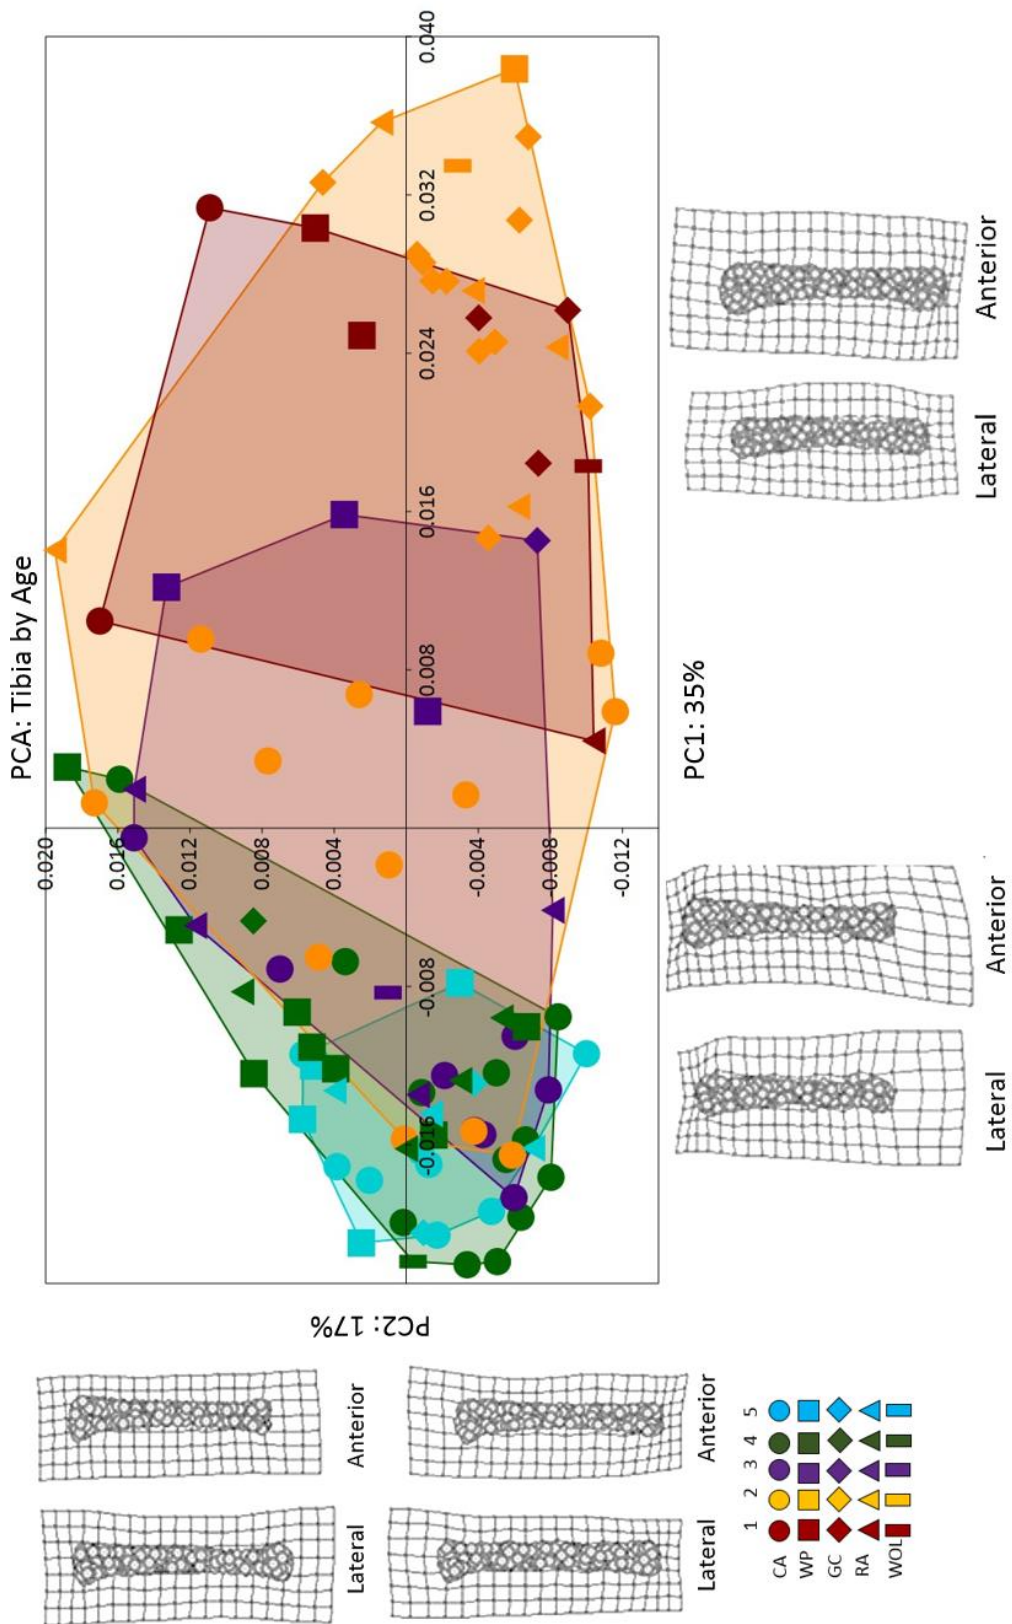 PCA: Tibia by Age
0.020
0.016
0.012
0.008
0.004
-0.004
-0.008
-0.012
-0.016
-0.008
0.008
0.016
0.024
0.032
0.040
PC1: 35%
PC2: 17%
Lateral
Anterior
Lateral
Anterior
Lateral
Anterior
Lateral
Anterior
1 2 3 4 5
CA
WP
GC
RA
WOL